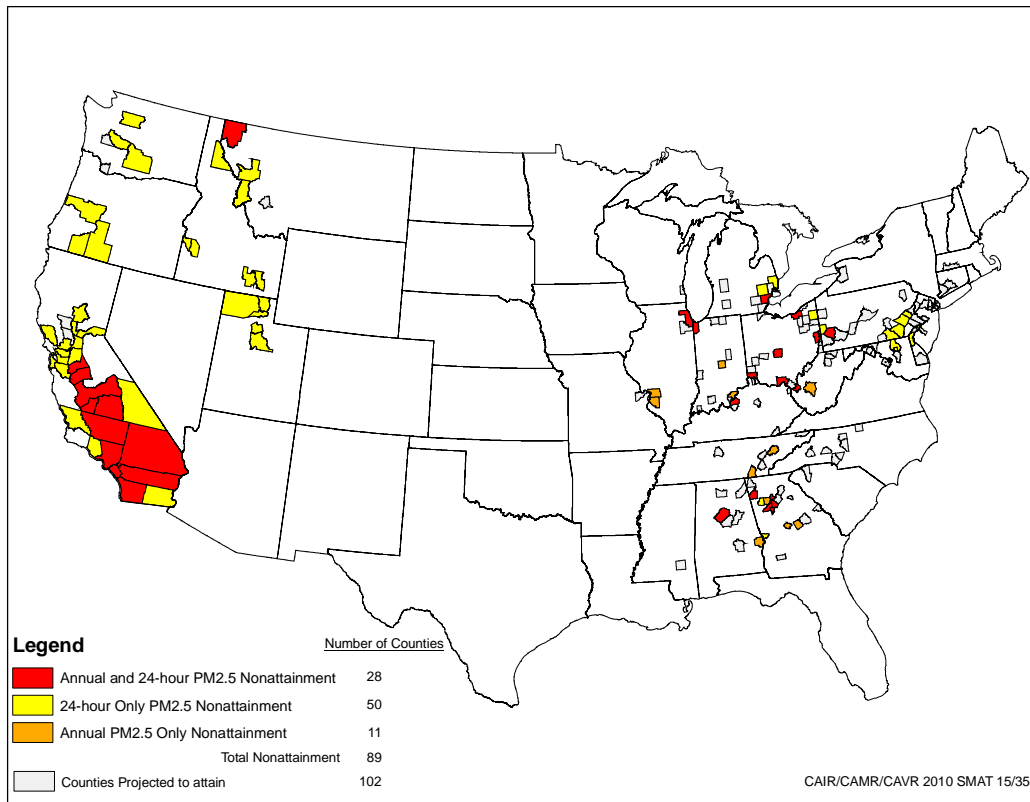 Legend
Number of Counties
Annual and 24-hour PM2.5 Nonattainment 28
24-hour Only PM2.5 Nonattainment 50
Annual PM2.5 Only Nonattainment 11
Total Nonattainment 89
Counties Projected to attain 102
CAIR/CAMR/CAVR 2010 SMAT 15/35